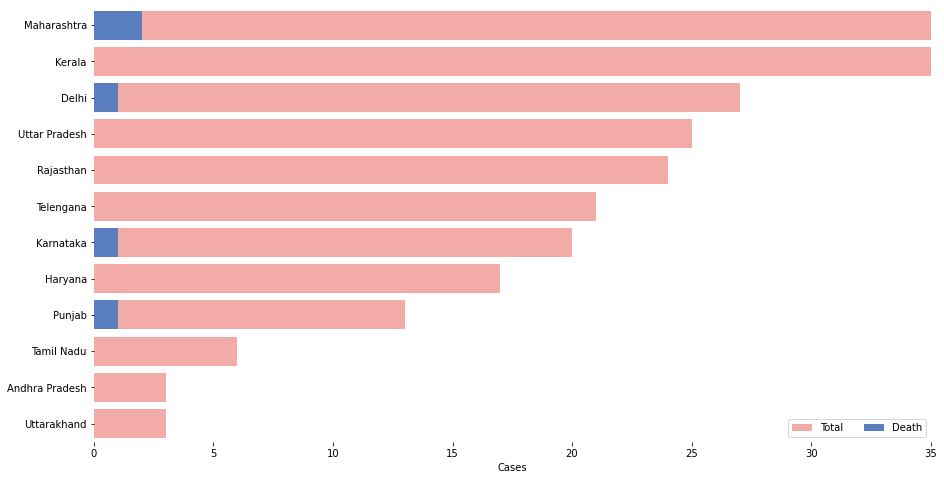 Maharashtra
Kerala
Delhi
Uttar Pradesh
Rajasthan
Telengana
Karnataka
Haryana
Punjab
Tamil Nadu
Andhra Pradesh
Uttarakhand
Total Death
0 5 10 15 20 25 30 35
Cases